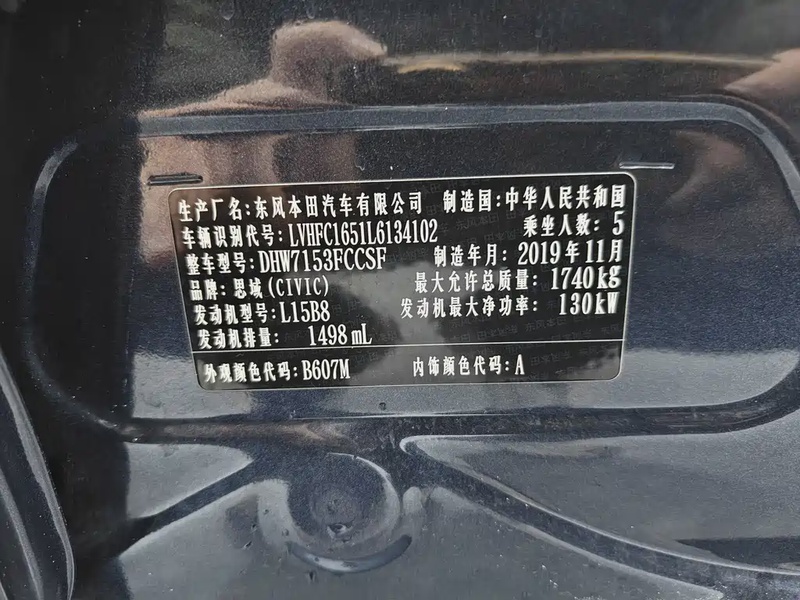 生产厂名:东风本田汽车有限公司 制造国:中华人民共和国
车辆识别代号:LVHFC1651L6134102 乘坐人数:5
整车型号:DHW7153FCCSF 制造年月:2019年11月
品牌:思域(CIVIC) 最大允许总质量:1740kg
发动机型号:L15B8 发动机最大净功率:130kW
发动机排量: 1498mL
外观颜色代码:B607M 内饰颜色代码:A